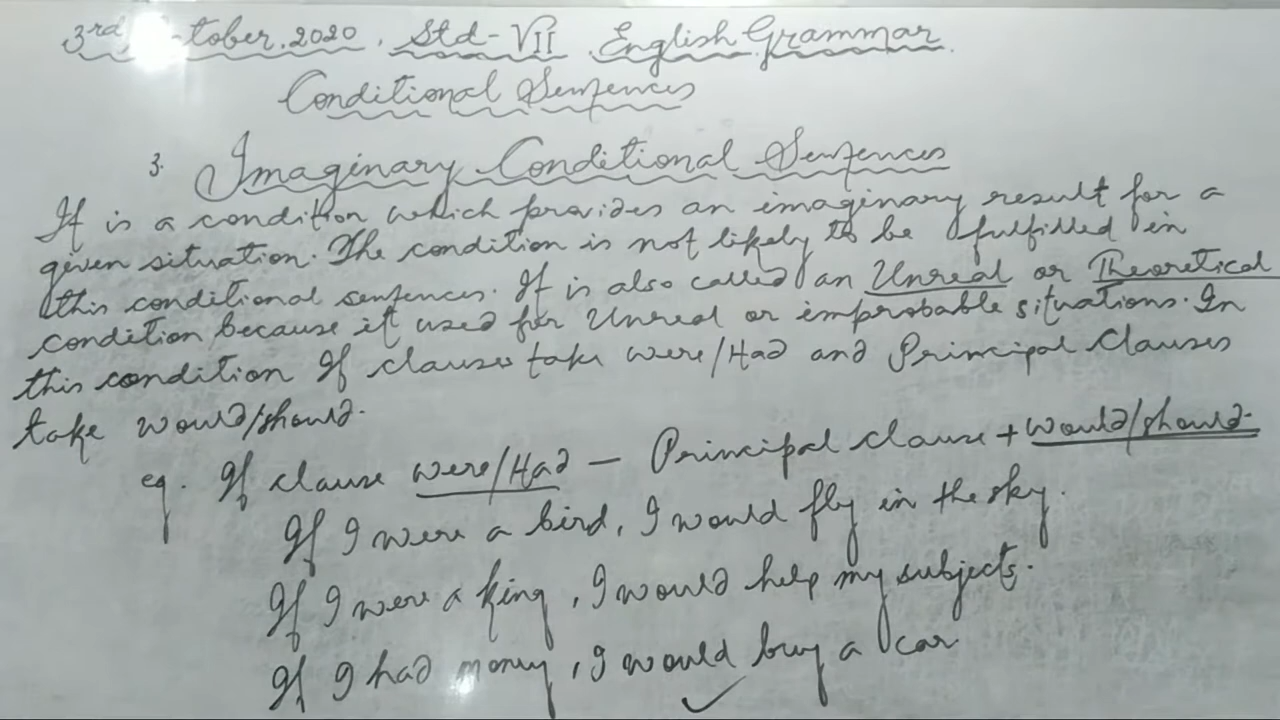 3rd October, 2020. Std-VII English Grammar.
Conditional Sentences
3. Imaginary Conditional Sentences
It is a condition which provides an imaginary result for a
given situation. The condition is not likely to be fulfilled in
this conditional sentences. It is also called an Unreal or Theoretical
condition because it used for Unreal or improbable situations. In
this condition If clauses take were/Had and Principal Clauses
take would/should.
eg. If clause were/Had – Principal clause + would/should.
If I were a bird, I would fly in the sky.
If I were a king, I would help my subjects.
If I had money, I would buy a car